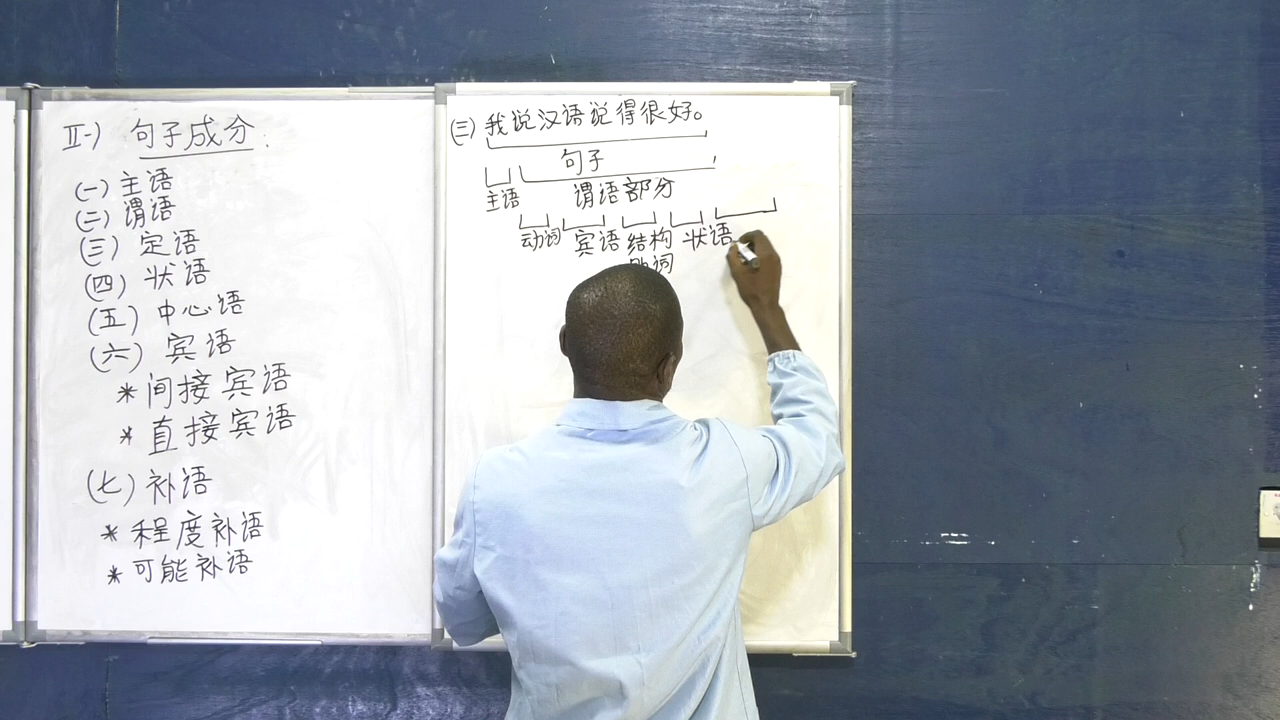 Ⅱ-) 句子成分:
(一) 主语
(二) 谓语
(三) 定语
(四) 状语
(五) 中心语
(六) 宾语
* 间接宾语
* 直接宾语
(七) 补语
* 程度补语
* 可能补语
(三) 我说汉语说得很好。
句子
主语 谓语部分
动词 宾语 结构 状语
词